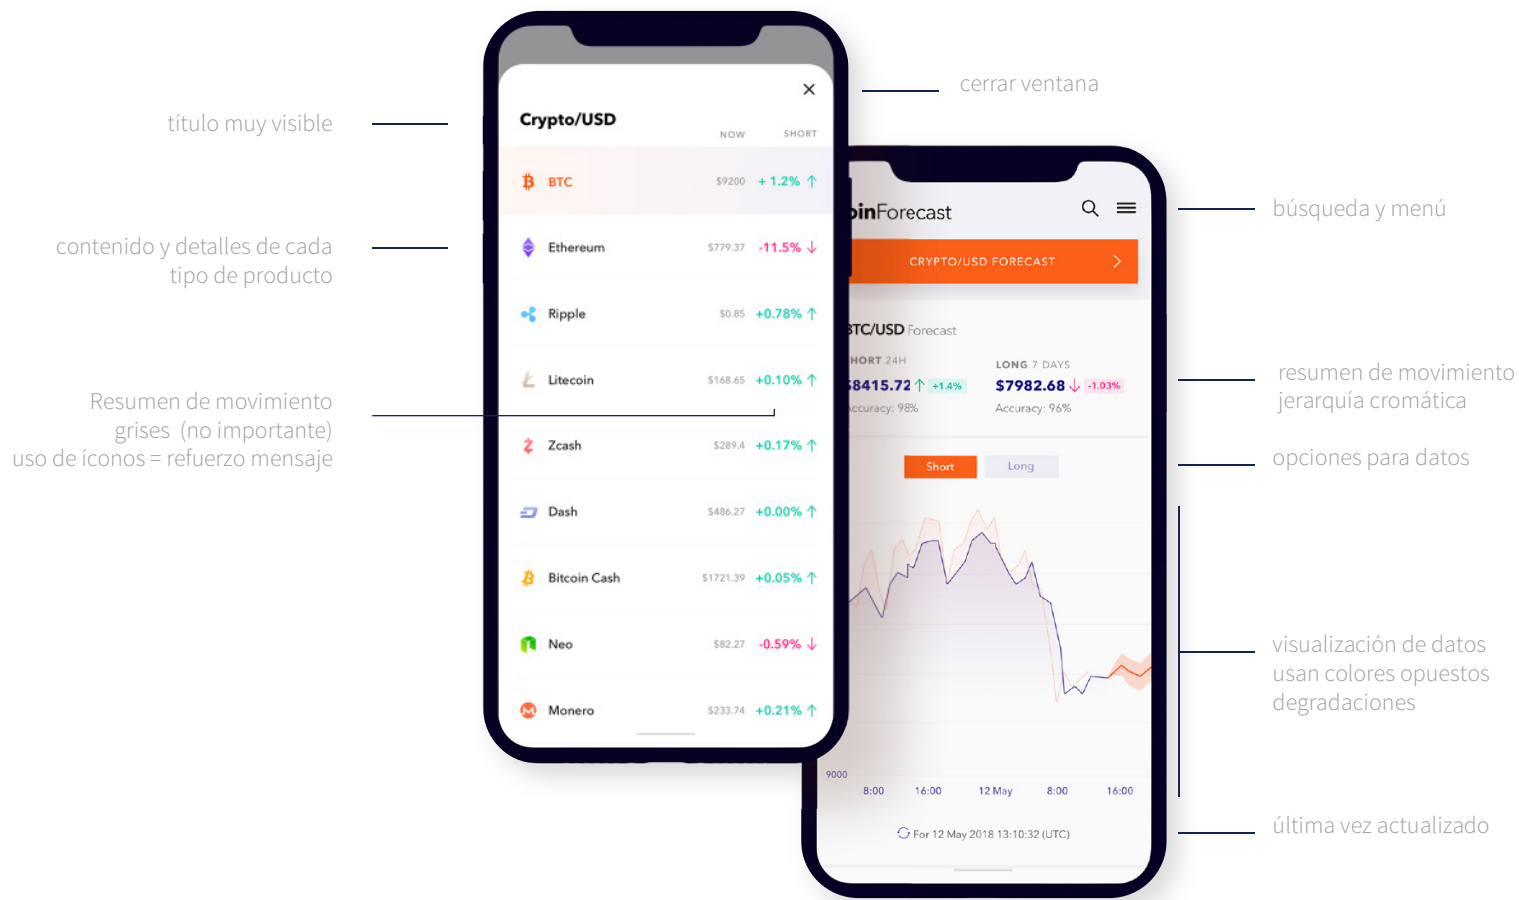 título muy visible
contenido y detalles de cada
tipo de producto
Resumen de movimiento
grises (no importante)
uso de íconos = refuerzo mensaje
Crypto/USD
NOW SHORT
BTC $9200 + 1.2% ↑
Ethereum $779.37 -11.5% ↓
Ripple $0.85 +0.78% ↑
Litecoin $168.65 +0.10% ↑
Zcash $289.4 +0.17% ↑
Dash $486.27 +0.00% ↑
Bitcoin Cash $1721.39 +0.05% ↑
Neo $82.27 -0.59% ↓
Monero $233.74 +0.21% ↑
oinForecast
CRYPTO/USD FORECAST
BTC/USD Forecast
HORT 24H
$8415.72 ↑ +1.4%
Accuracy: 98%
LONG 7 DAYS
$7982.68 ↓ -1.03%
Accuracy: 96%
Short Long
9000
8:00 16:00 12 May 8:00 16:00
For 12 May 2018 13:10:32 (UTC)
cerrar ventana
búsqueda y menú
resumen de movimiento
jerarquía cromática
opciones para datos
visualización de datos
usan colores opuestos
degradaciones
última vez actualizado